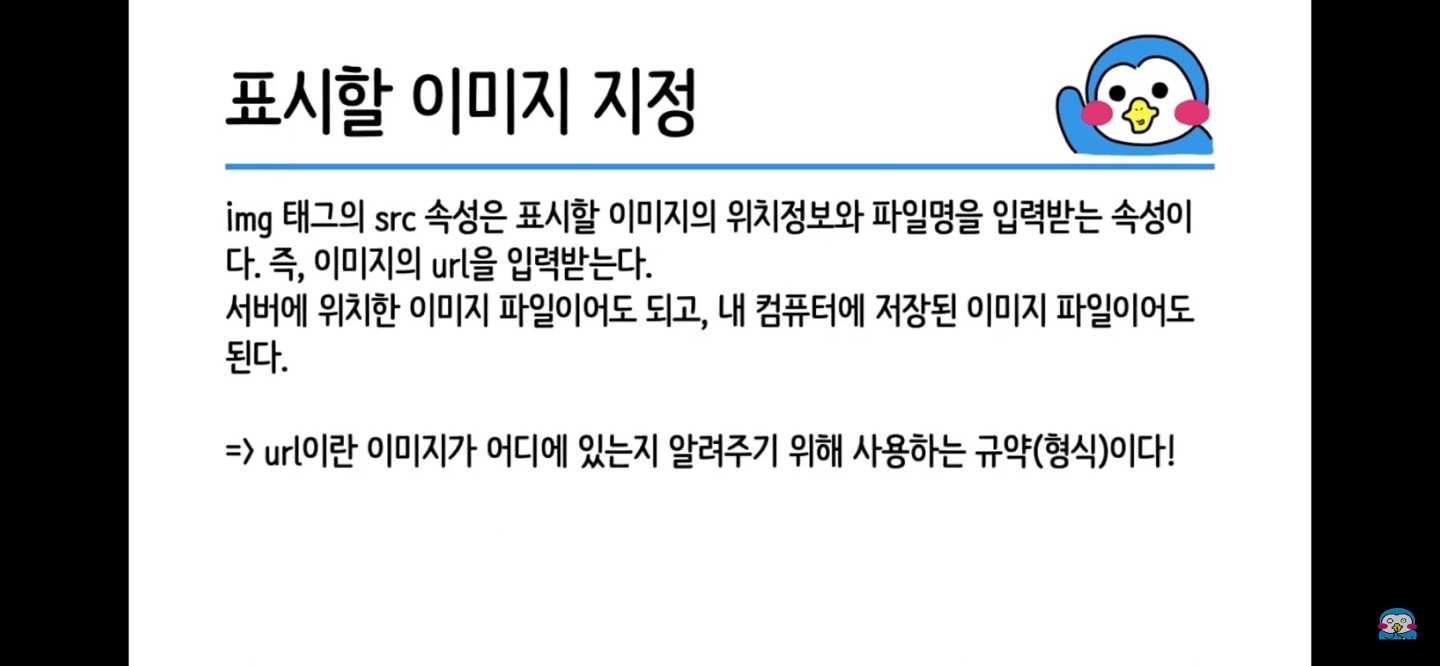 표시할 이미지 지정
img 태그의 src 속성은 표시할 이미지의 위치정보와 파일명을 입력받는 속성이
다. 즉, 이미지의 url을 입력받는다.
서버에 위치한 이미지 파일이어도 되고, 내 컴퓨터에 저장된 이미지 파일이어도
된다.
=> url이란 이미지가 어디에 있는지 알려주기 위해 사용하는 규약(형식)이다!